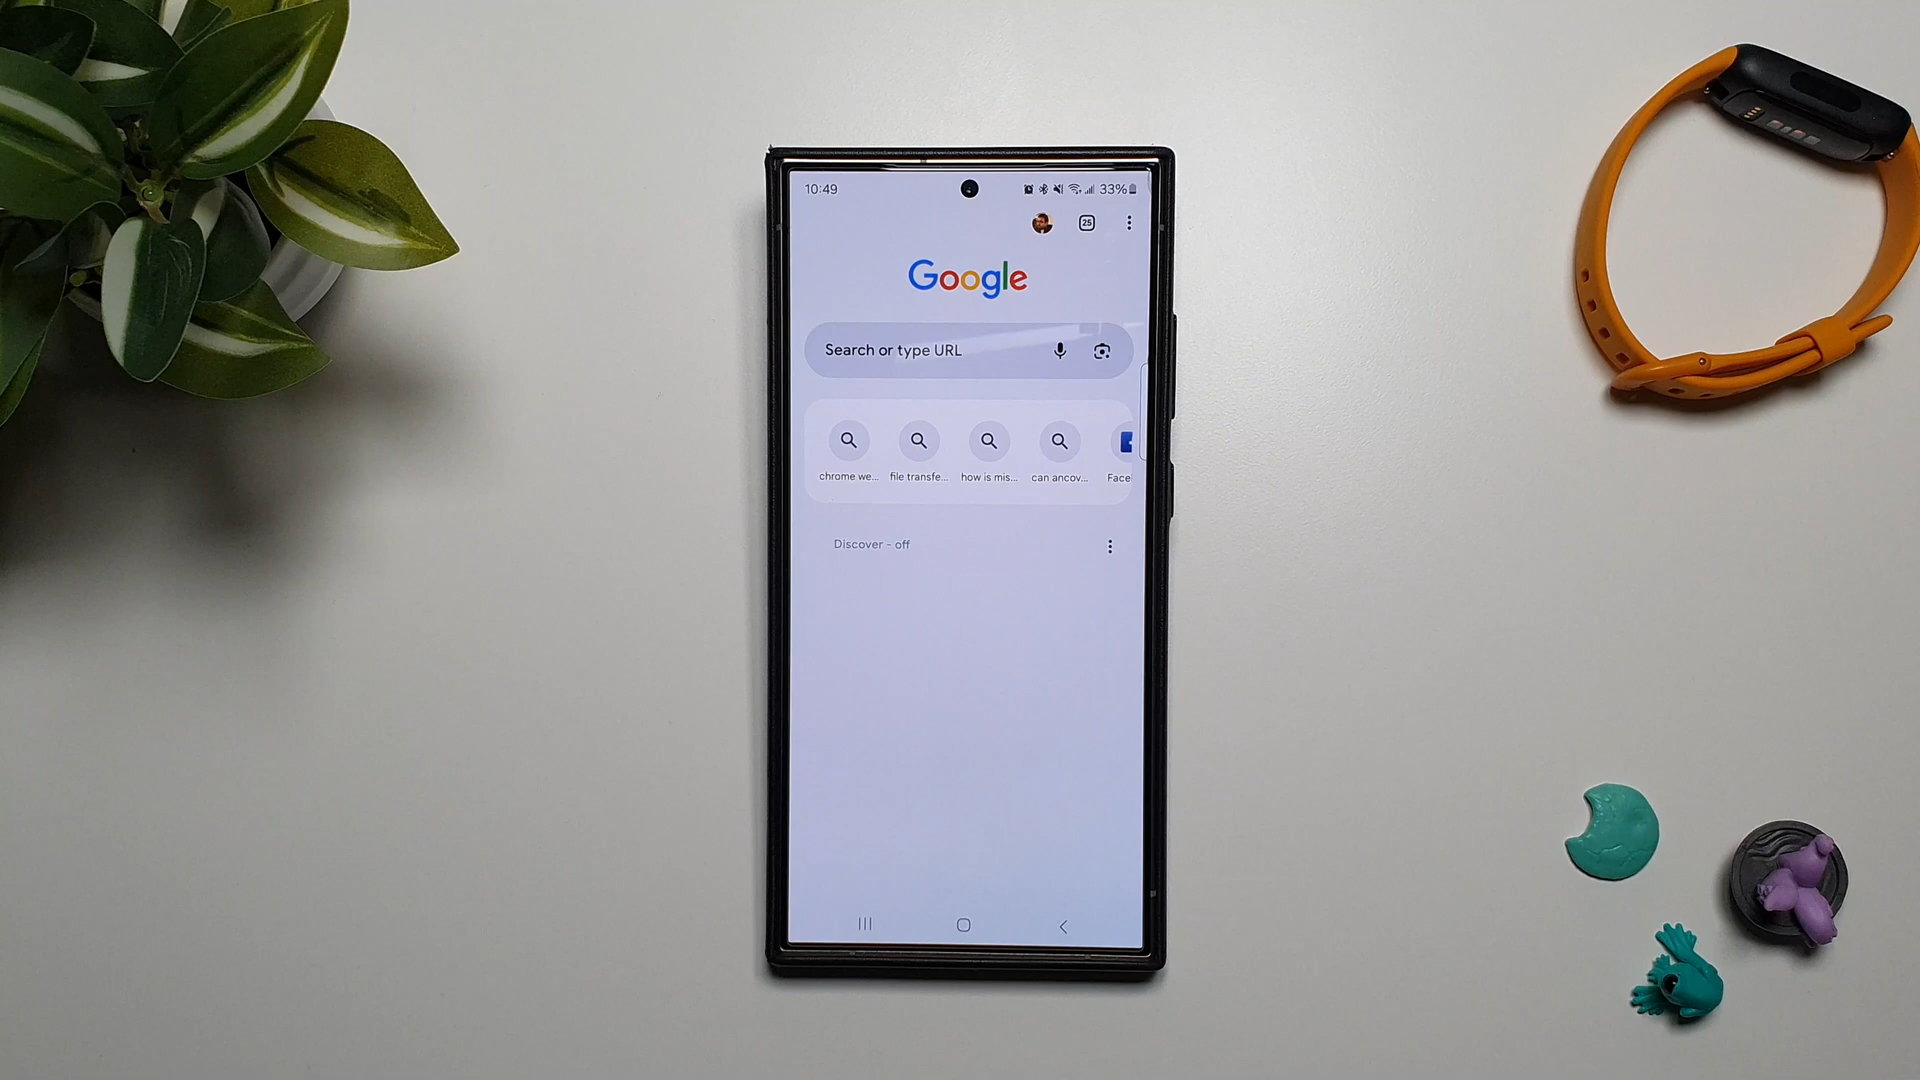 10:49 33%
25
Google
Search or type URL
chrome we... file transfe... how is mis... can ancov... Face
Discover - off